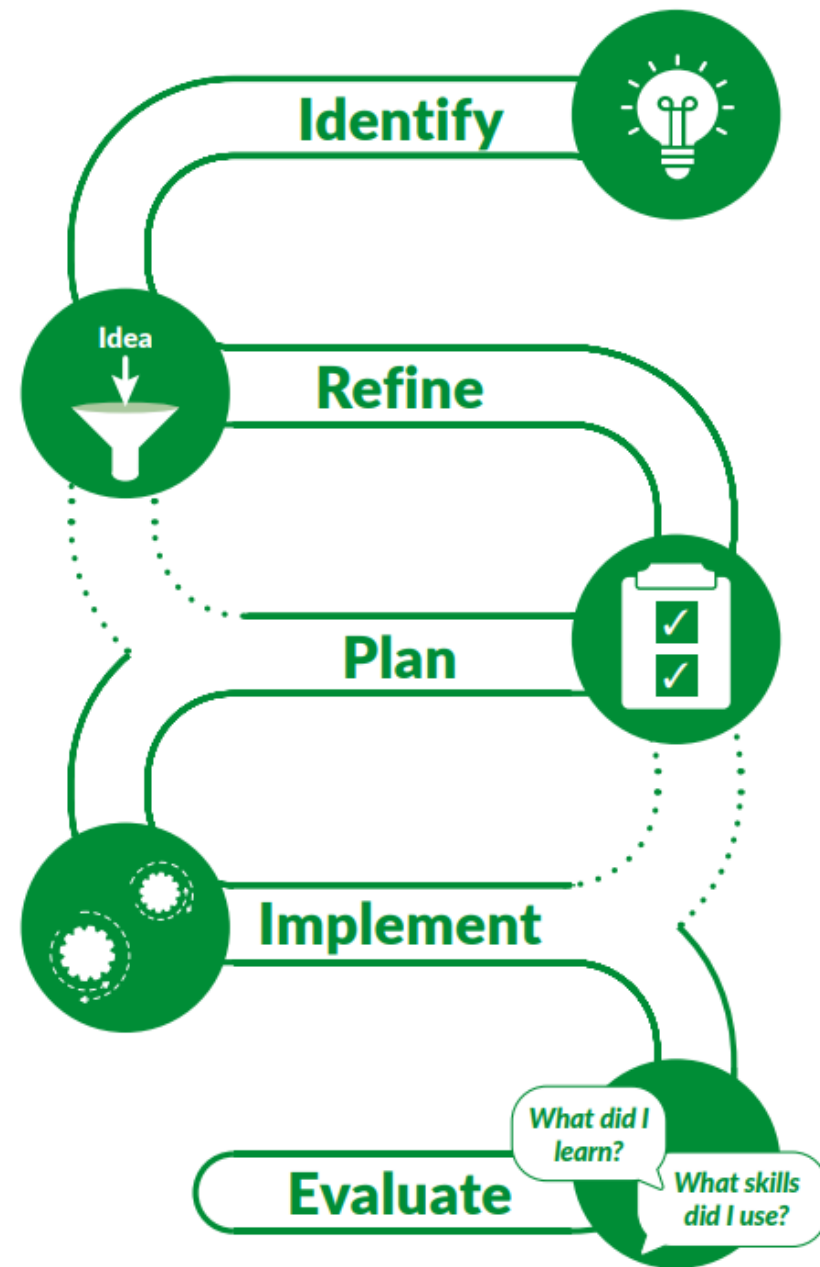 Identify
Idea
Refine
Plan
Implement
What did I
learn?
Evaluate
What skills
did I use?